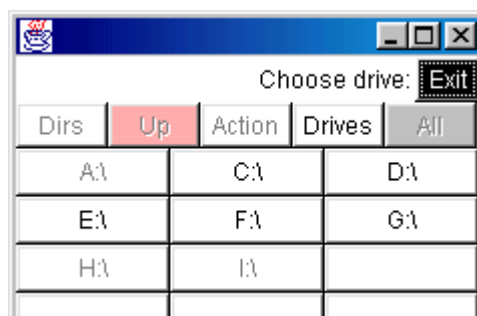 Choose drive: Exit
Dirs Up Action Drives All
A:\ C:\ D:\
E:\ F:\ G:\
H:\ I:\